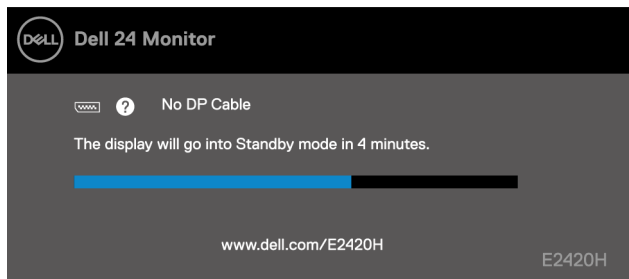 DELL Dell 24 Monitor
? No DP Cable
The display will go into Standby mode in 4 minutes.
www.dell.com/E2420H
E2420H